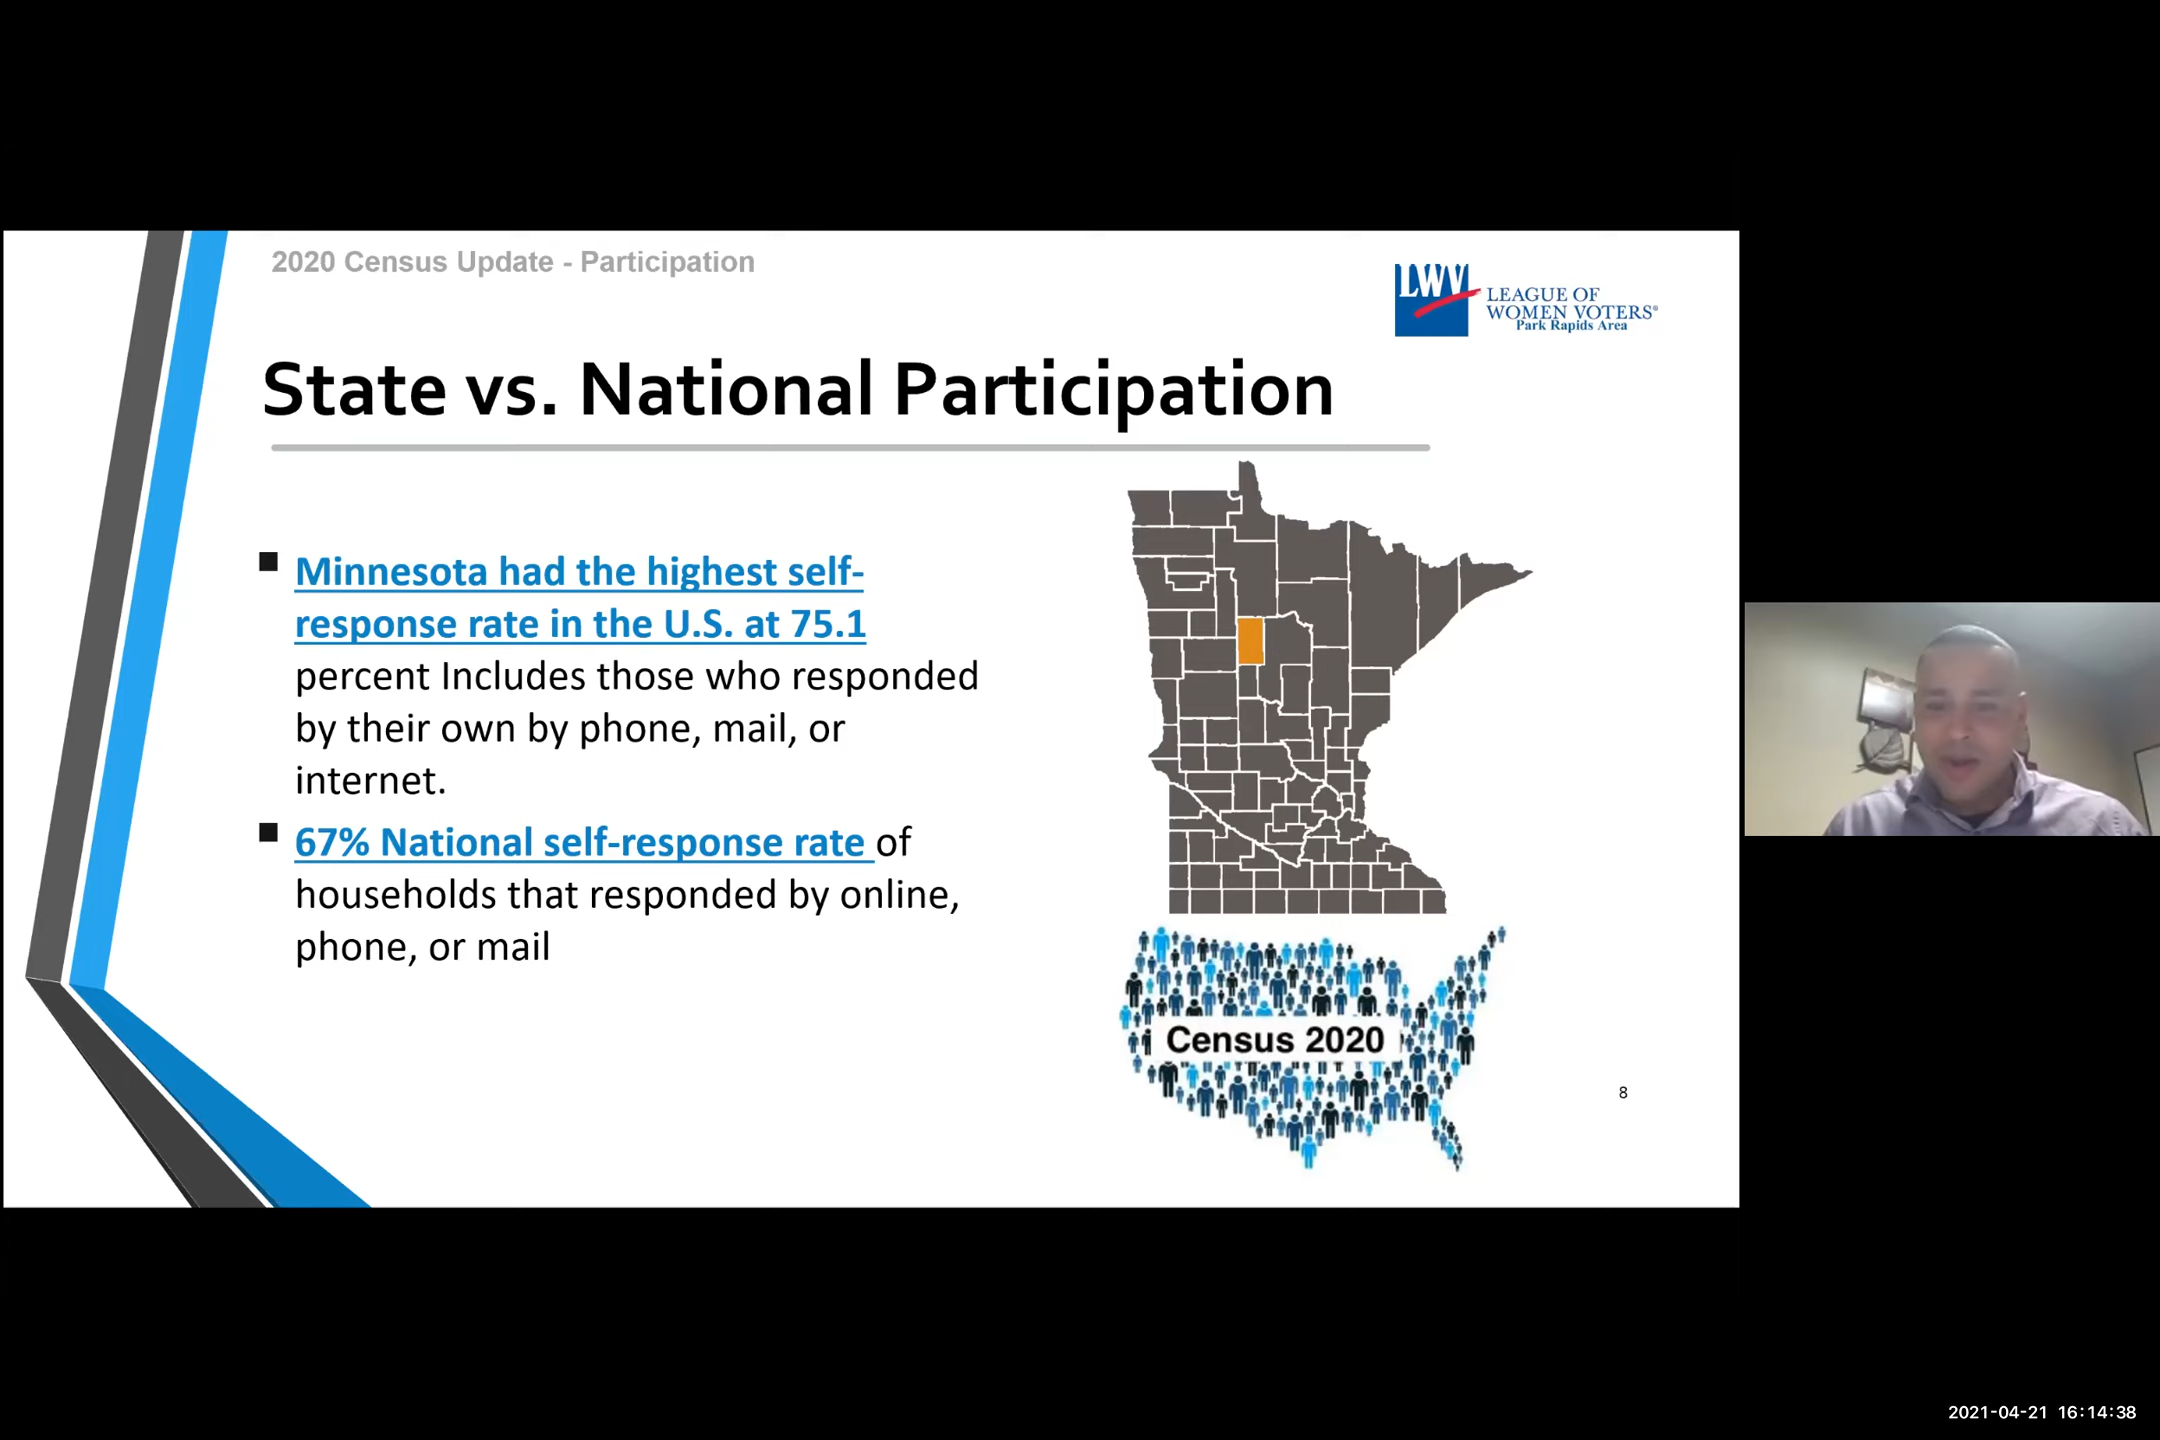 2020 Census Update - Participation
LWV
LEAGUE OF
WOMEN VOTERS®
Park Rapids Area
State vs. National Participation
Minnesota had the highest self-
response rate in the U.S. at 75.1
percent Includes those who responded
by their own by phone, mail, or
internet.
67% National self-response rate of
households that responded by online,
phone, or mail
Census 2020
8
2021-04-21 16:14:38